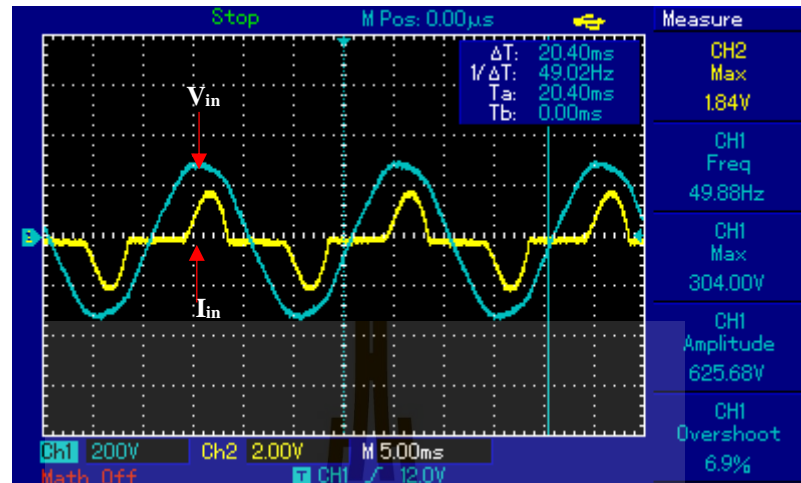 Stop M Pos: 0.00μs Measure
ΔT: 20.40ms
1/ΔT: 49.02Hz
Ta: 20.40ms
Tb: 0.00ms
CH2
Max
1.84V
CH1
Freq
49.88Hz
CH1
Max
304.00V
CH1
Amplitude
625.68V
CH1
Overshoot
6.9%
Vin
Iin
Ch1 200V Ch2 2.00V M 5.00ms
Math Off T CH1 12.0V